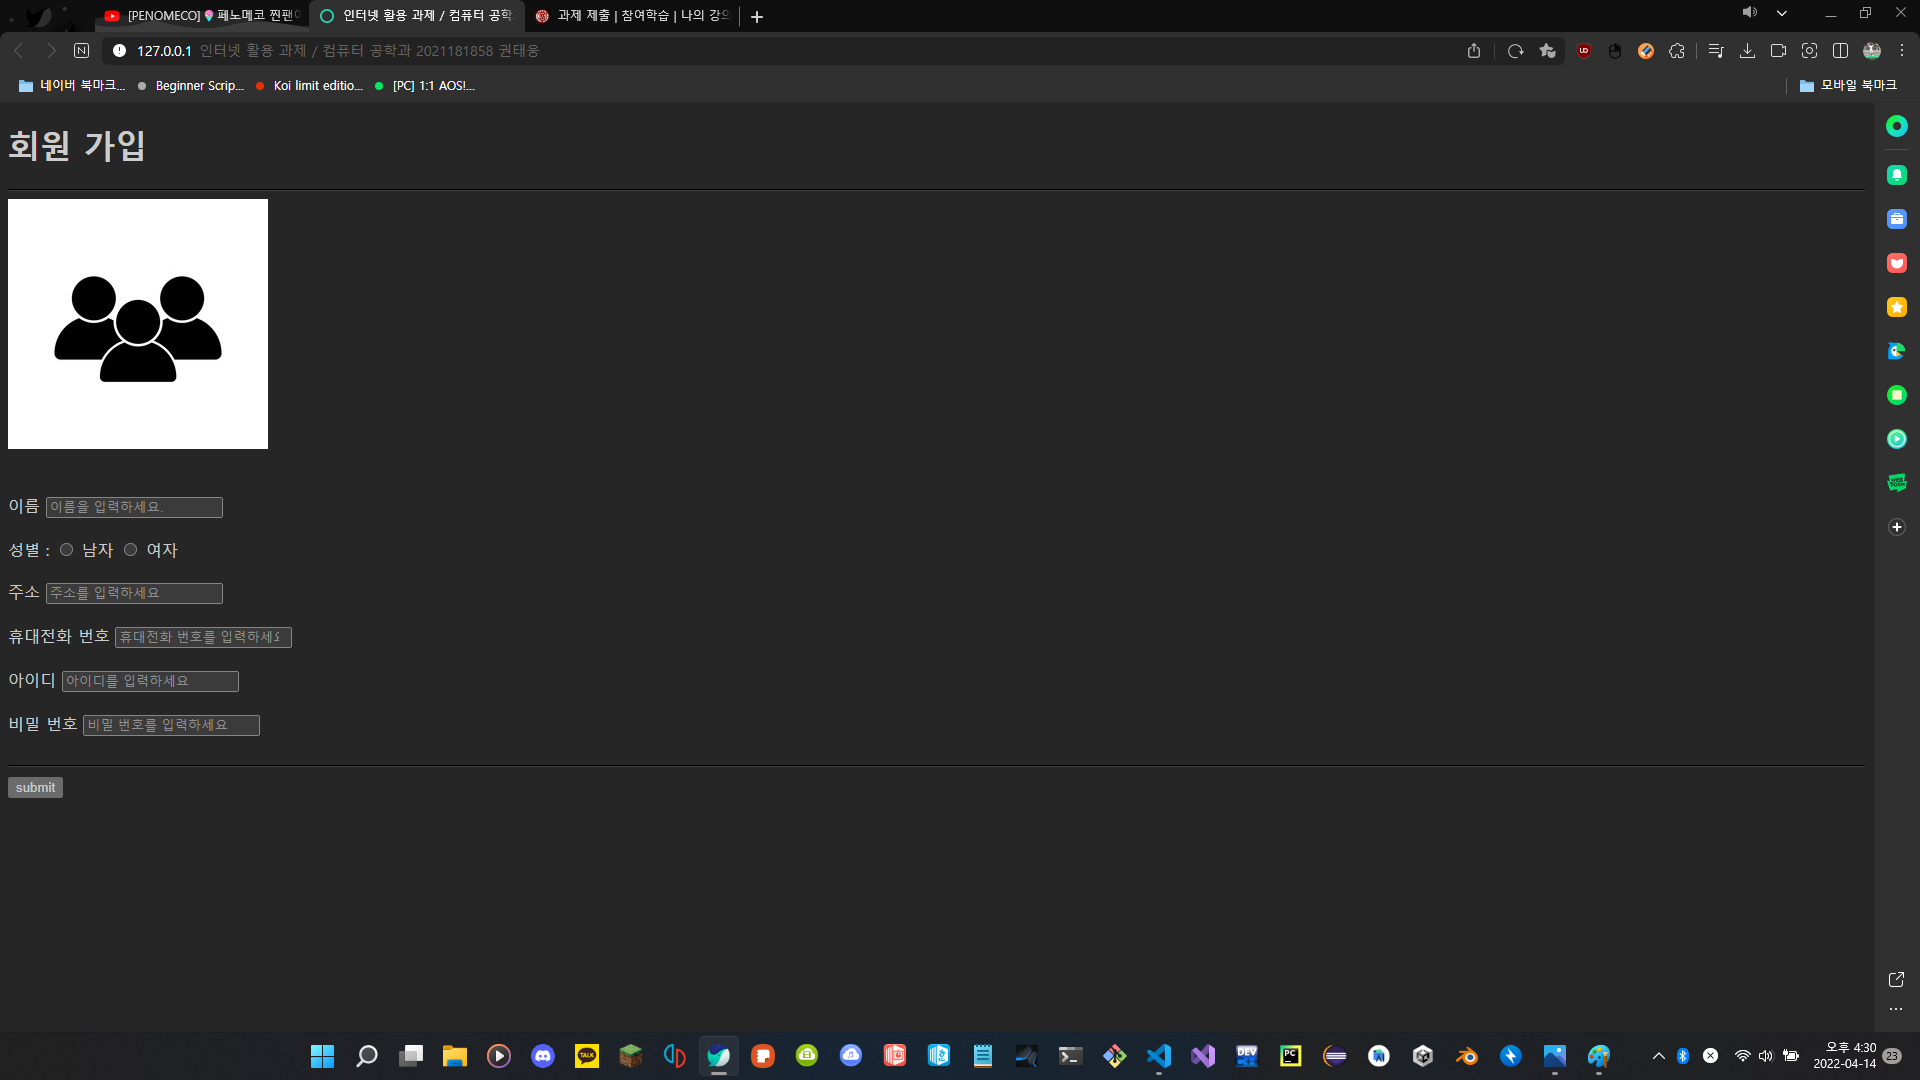 [PENOMECO] 페노메코 찐팬이
인터넷 활용 과제 / 컴퓨터 공학
과제 제출 | 참여학습 | 나의 강의
127.0.0.1 인터넷 활용 과제 / 컴퓨터 공학과 2021181858 권태웅
네이버 북마크...
Beginner Scrip...
Koi limit editio...
[PC] 1:1 AOS!...
모바일 북마크
회원 가입
이름 이름을 입력하세요.
성별 : 남자 여자
주소 주소를 입력하세요
휴대전화 번호 휴대전화 번호를 입력하세요
아이디 아이디를 입력하세요
비밀 번호 비밀 번호를 입력하세요
submit
WEB TOON
TALK
DEV C++
PC
오후 4:30
2022-04-14
23